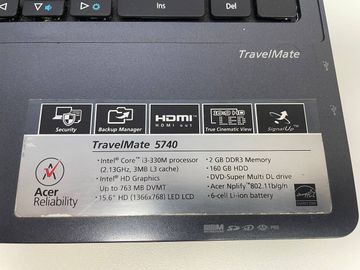 Ins
Del
TravelMate
Security
Backup Manager
HDMI
HDMI out
LED
True Cinematic View
SignalUp™
TravelMate 5740
Acer
Reliability
• Intel® Core™ i3-330M processor
(2.13GHz, 3MB L3 cache)
• Intel® HD Graphics
Up to 763 MB DVMT
• 15.6" HD (1366x768) LED LCD
• 2 GB DDR3 Memory
• 160 GB HDD
• DVD-Super Multi DL drive
• Acer Nplify™802.11b/g/n
• 6-cell Li-ion battery